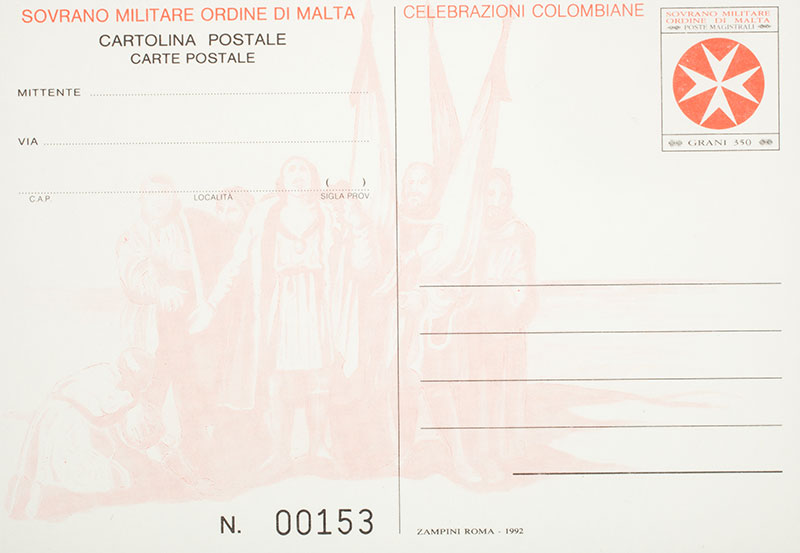 SOVRANO MILITARE ORDINE DI MALTA
CARTOLINA POSTALE
CARTE POSTALE
MITTENTE
VIA
( )
C.A.P. LOCALITÀ SIGLA PROV.
N. 00153
CELEBRAZIONI COLOMBIANE
SOVRANO MILITARE
ORDINE DI MALTA
POSTE MAGISTRALI
GRANI 350
ZAMPINI ROMA - 1992